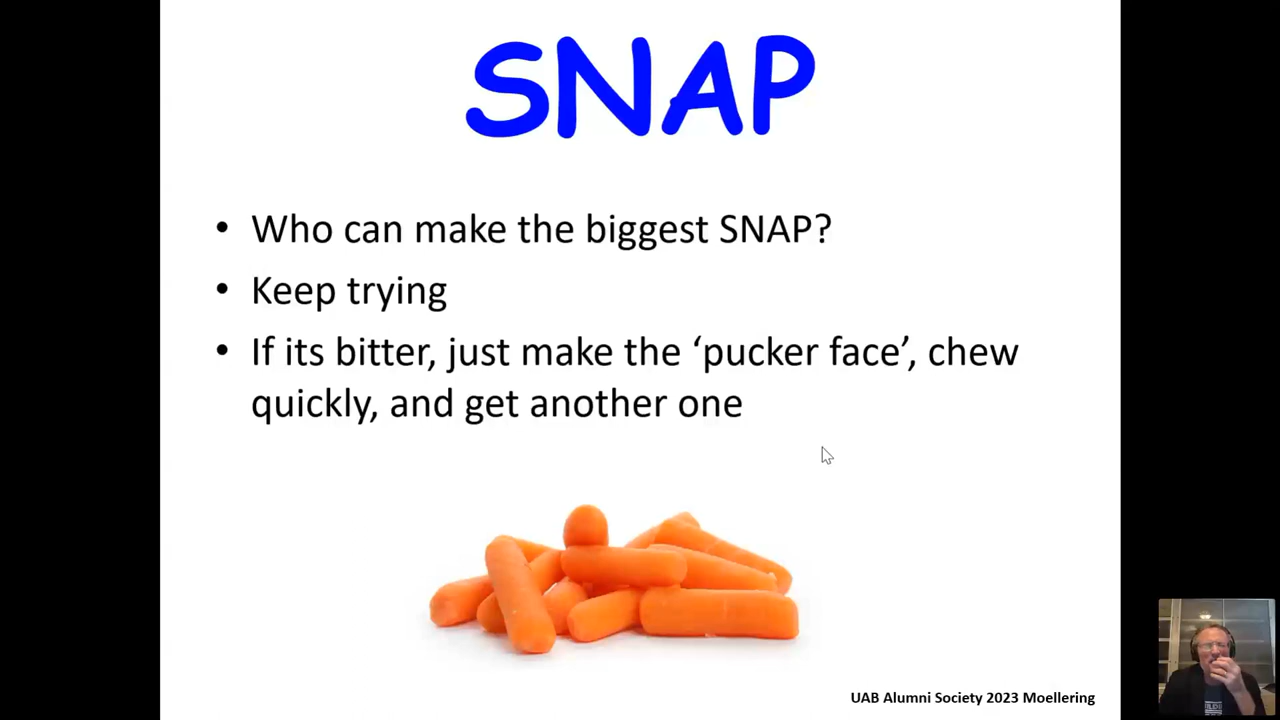 SNAP
• Who can make the biggest SNAP?
• Keep trying
• If its bitter, just make the ‘pucker face’, chew
quickly, and get another one
UAB Alumni Society 2023 Moellering